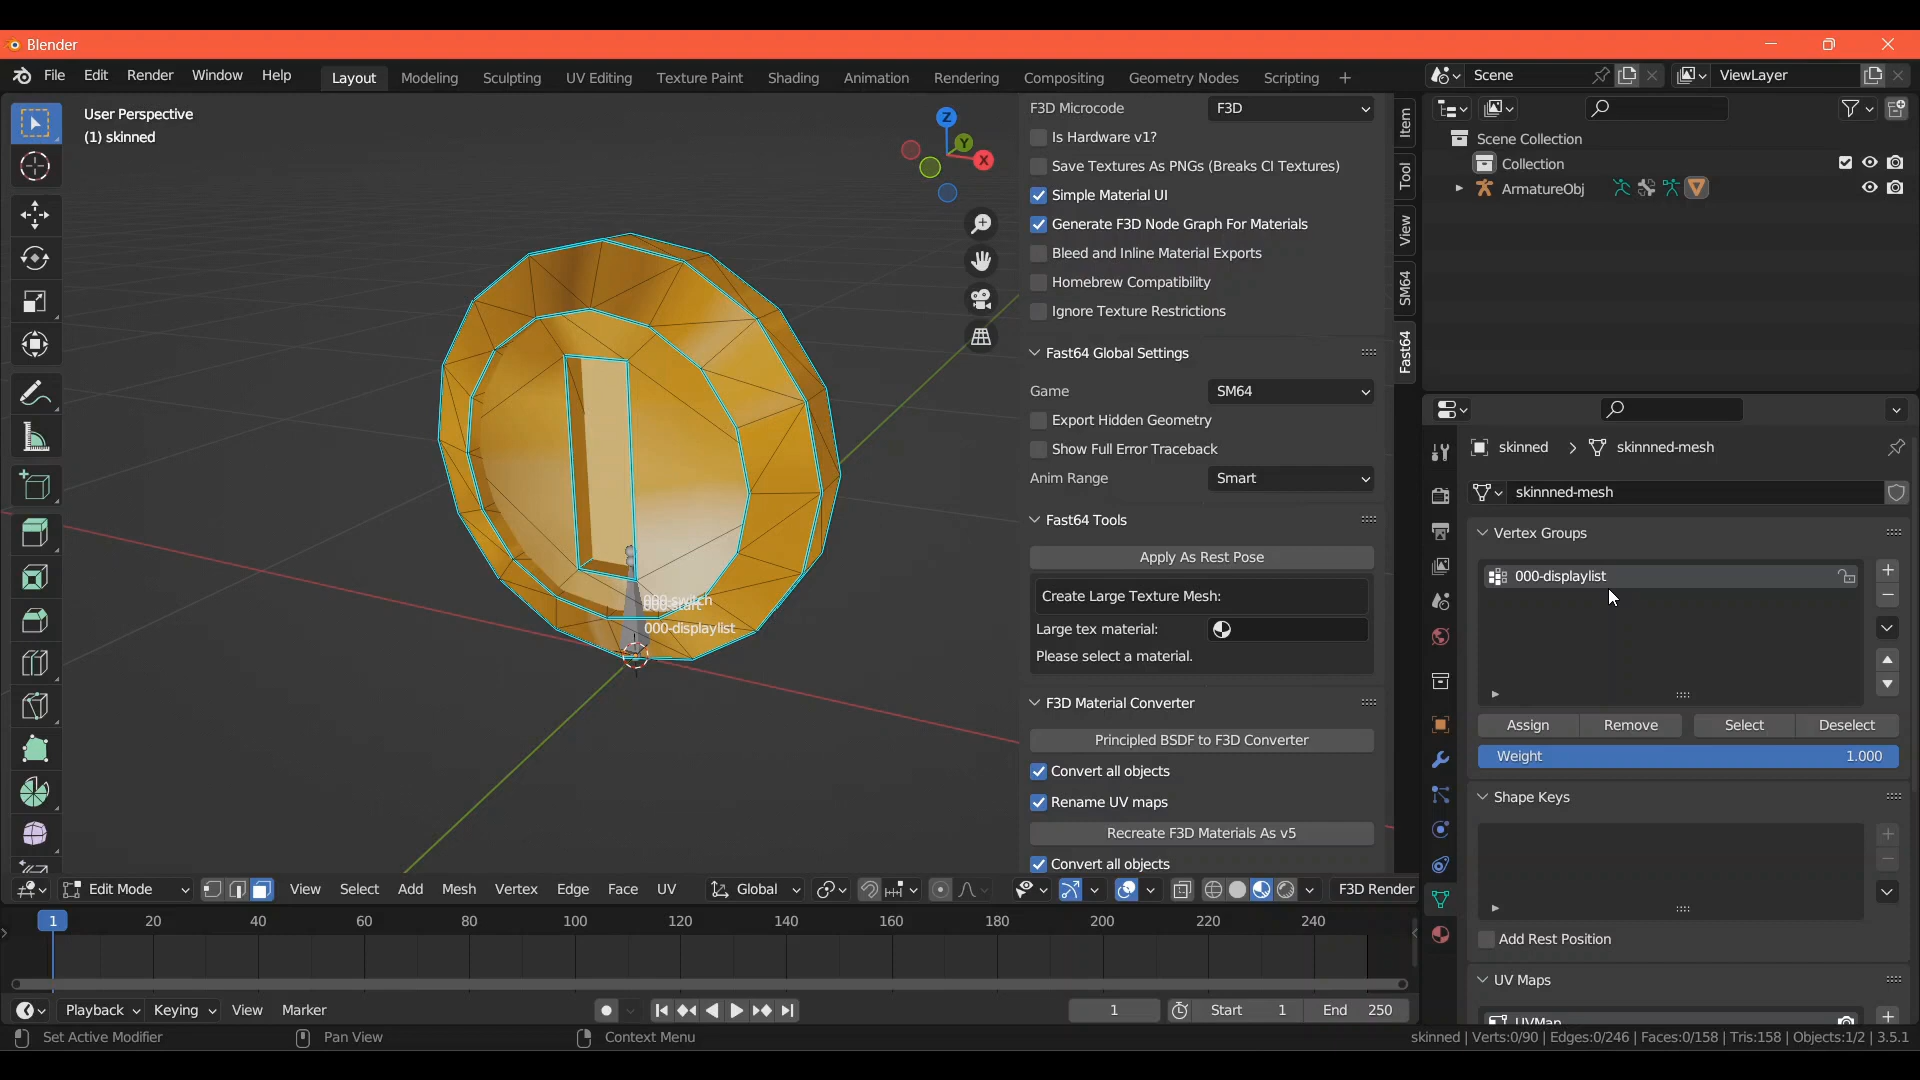 Blender
File Edit Render Window Help
Layout Modeling Sculpting UV Editing Texture Paint Shading Animation Rendering Compositing Geometry Nodes Scripting +
Scene
ViewLayer
User Perspective
(1) skinned
Z
Y
X
F3D Microcode F3D
Is Hardware v1?
Save Textures As PNGs (Breaks CI Textures)
Simple Material UI
Generate F3D Node Graph For Materials
Bleed and Inline Material Exports
Homebrew Compatibility
Ignore Texture Restrictions
Fast64 Global Settings
Game SM64
Export Hidden Geometry
Show Full Error Traceback
Anim Range Smart
Fast64 Tools
Apply As Rest Pose
Create Large Texture Mesh:
Large tex material:
Please select a material.
F3D Material Converter
Principled BSDF to F3D Converter
Convert all objects
Rename UV maps
Recreate F3D Materials As v5
Convert all objects
Item
Tool
View
SM64
Fast64
000-switch
000-displaylist
Scene Collection
Collection
ArmatureObj
skinned > skinnned-mesh
skinnned-mesh
Vertex Groups
000-displaylist
Assign Remove Select Deselect
Weight 1.000
Shape Keys
Add Rest Position
UV Maps
UVMap
Edit Mode View Select Add Mesh Vertex Edge Face UV Global F3D Render
1 20 40 60 80 100 120 140 160 180 200 220 240
Playback Keying View Marker 1 Start 1 End 250
Set Active Modifier Pan View Context Menu
skinned | Verts:0/90 | Edges:0/246 | Faces:0/158 | Tris:158 | Objects:1/2 | 3.5.1